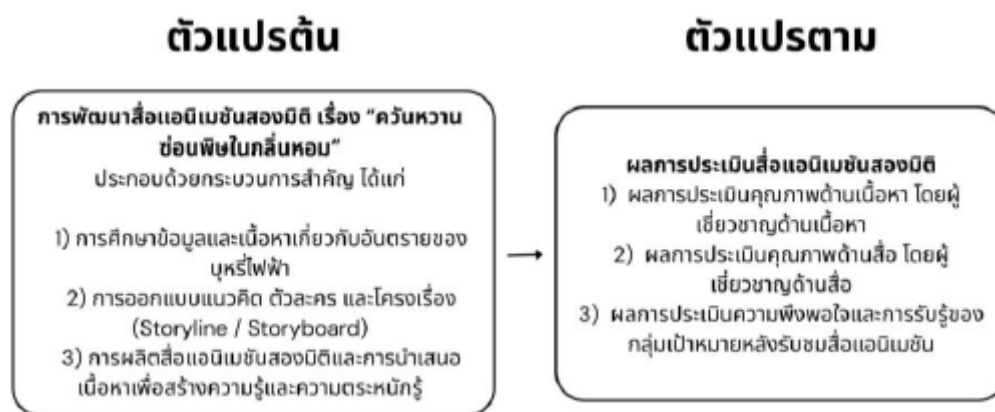 ตัวแปรต้น
การพัฒนาสื่อแอนิเมชันสองมิติ เรื่อง “ควันหวาน
ซ่อนพิษในกลิ่นหอม“
ประกอบด้วยกระบวนการสำคัญ ได้แก่
1) การศึกษาข้อมูลและเนื้อหาเกี่ยวกับอันตรายของ
บุหรี่ไฟฟ้า
2) การออกแบบแนวคิด ตัวละคร และโครงเรื่อง
(Storyline / Storyboard)
3) การผลิตสื่อแอนิเมชันสองมิติและการนำเสนอ
เนื้อหาเพื่อสร้างความรู้และความตระหนักรู้
ตัวแปรตาม
ผลการประเมินสื่อแอนิเมชันสองมิติ
1) ผลการประเมินคุณภาพด้านเนื้อหา โดยผู้
เชี่ยวชาญด้านเนื้อหา
2) ผลการประเมินคุณภาพด้านสื่อ โดยผู้
เชี่ยวชาญด้านสื่อ
3) ผลการประเมินความพึงพอใจและการรับรู้ของ
กลุ่มเป้าหมายหลังรับชมสื่อแอนิเมชัน